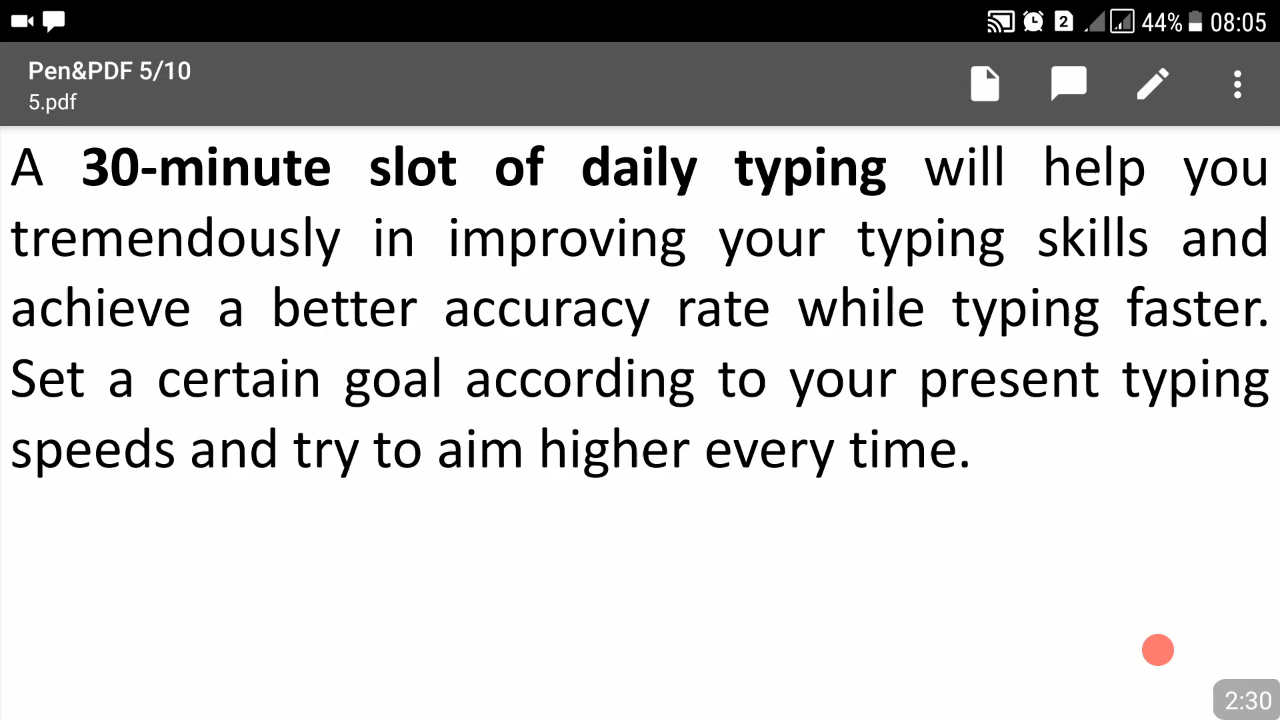 2 44% 08:05
Pen&PDF 5/10
5.pdf
A 30-minute slot of daily typing will help you
tremendously in improving your typing skills and
achieve a better accuracy rate while typing faster.
Set a certain goal according to your present typing
speeds and try to aim higher every time.
2:30